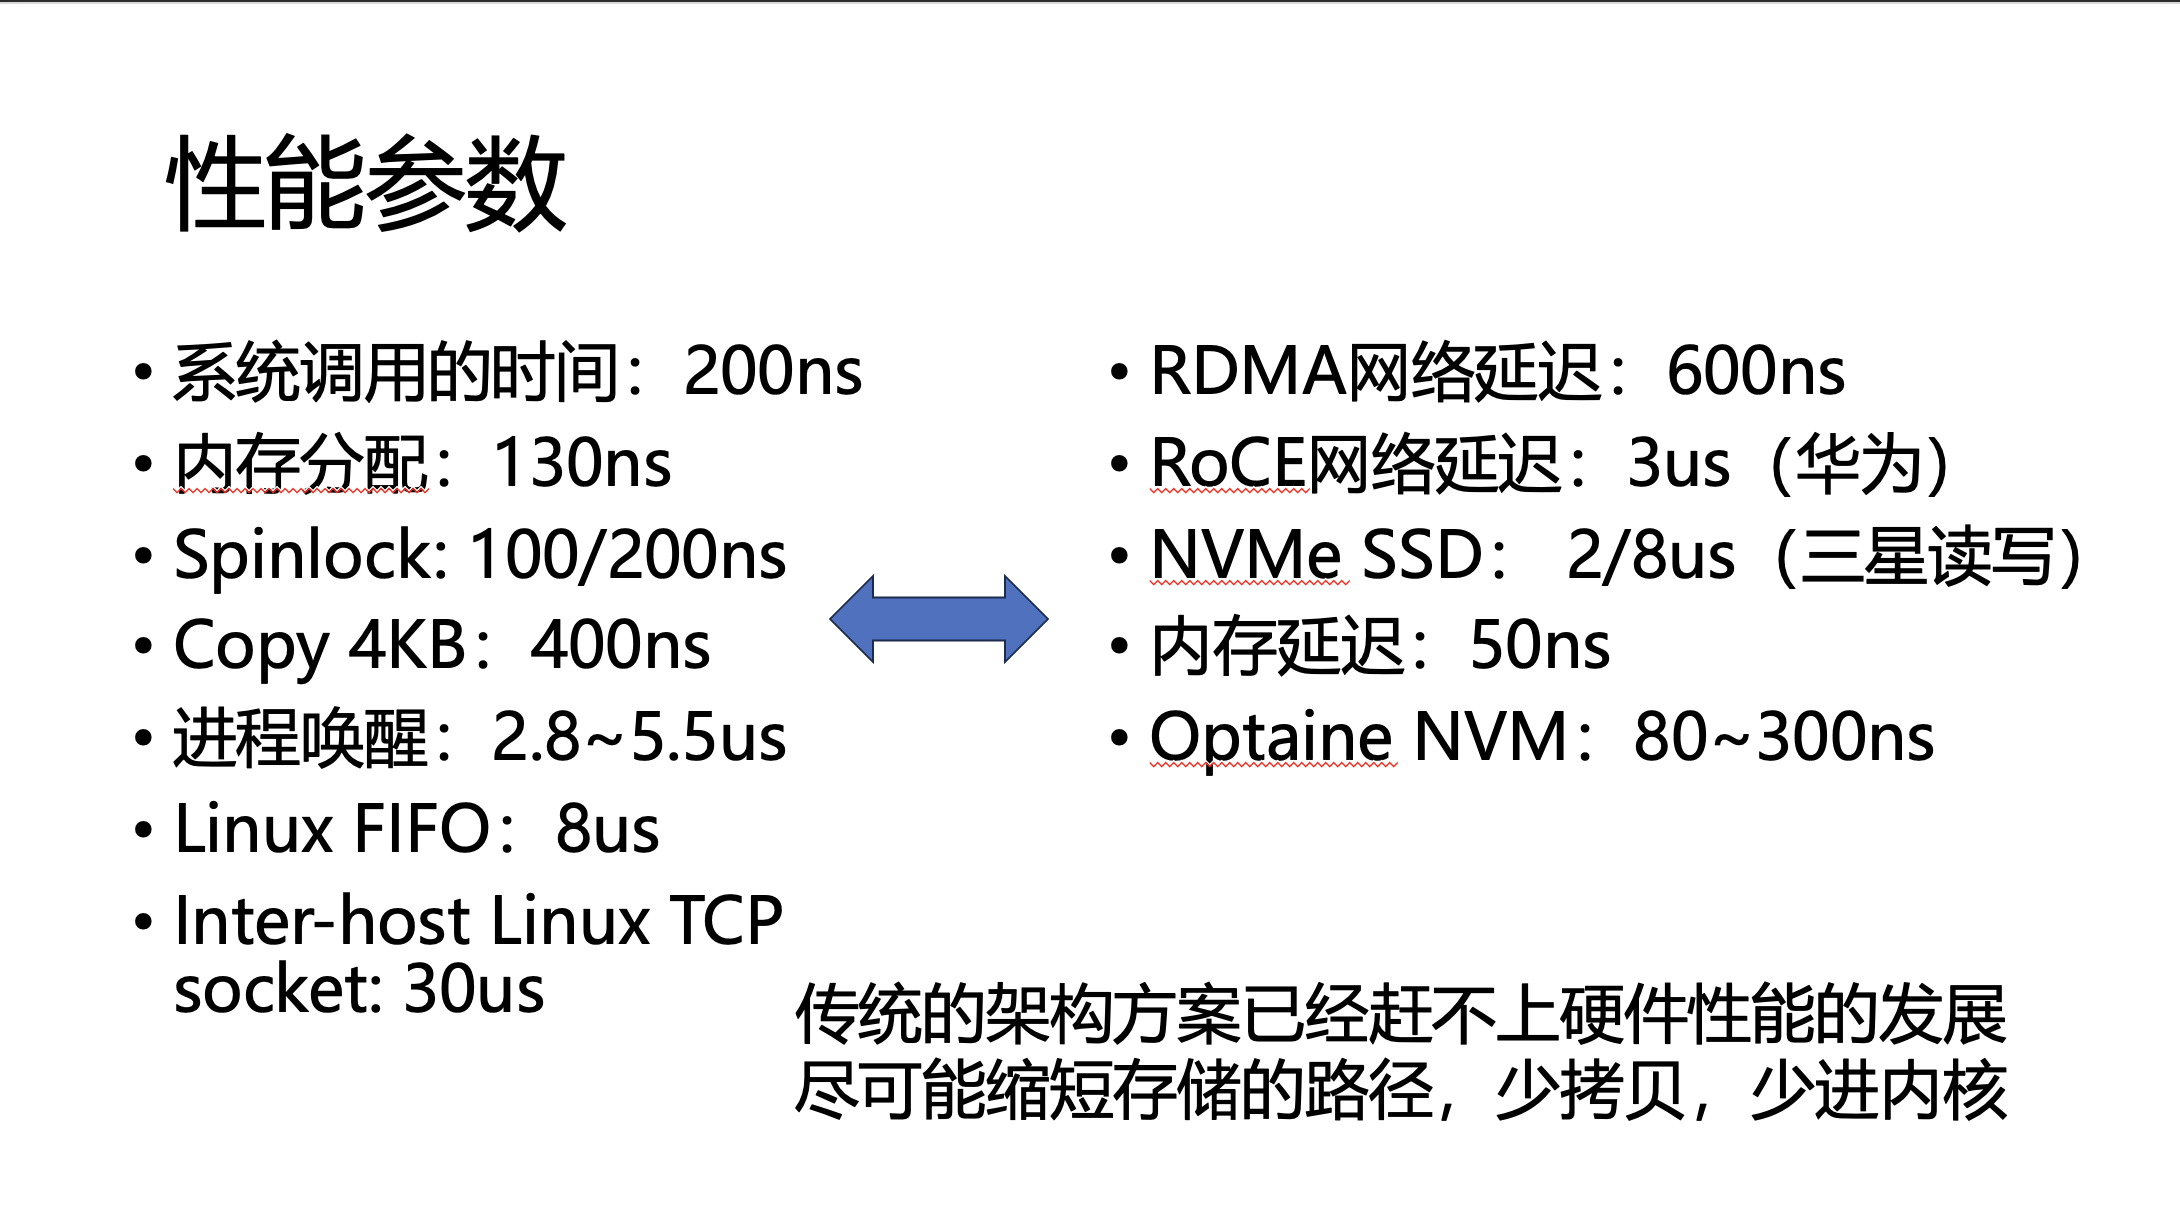 性能参数
• 系统调用的时间：200ns
• 内存分配：130ns
• Spinlock: 100/200ns
• Copy 4KB：400ns
• 进程唤醒：2.8~5.5us
• Linux FIFO：8us
• Inter-host Linux TCP
socket: 30us
• RDMA网络延迟：600ns
• RoCE网络延迟：3us（华为）
• NVMe SSD： 2/8us（三星读写）
• 内存延迟：50ns
• Optaine NVM：80~300ns
传统的架构方案已经赶不上硬件性能的发展
尽可能缩短存储的路径，少拷贝，少进内核